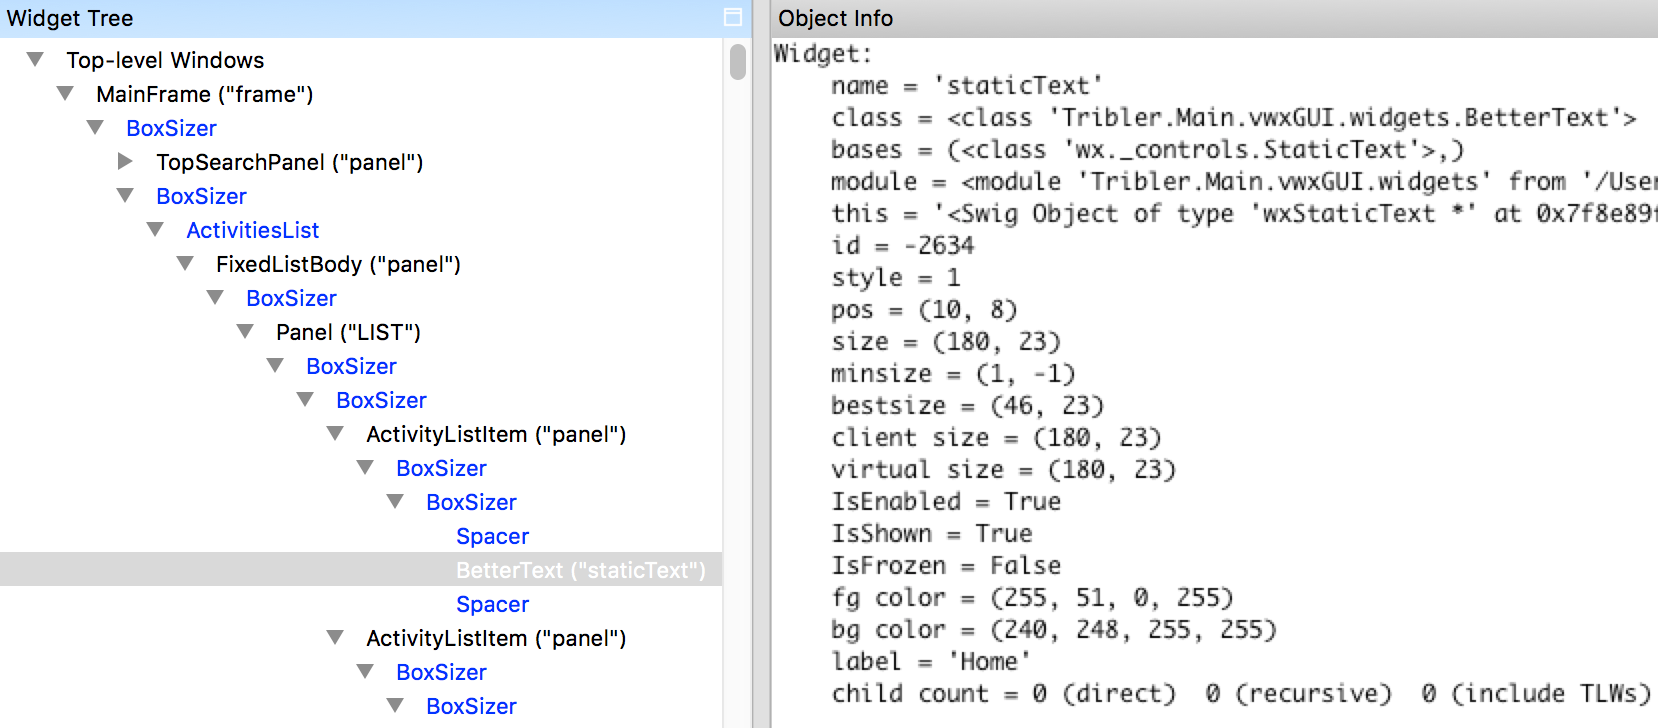 Widget Tree
Top-level Windows
MainFrame ("frame")
BoxSizer
TopSearchPanel ("panel")
BoxSizer
ActivitiesList
FixedListBody ("panel")
BoxSizer
Panel ("LIST")
BoxSizer
BoxSizer
ActivityListItem ("panel")
BoxSizer
BoxSizer
Spacer
BetterText ("staticText")
Spacer
ActivityListItem ("panel")
BoxSizer
BoxSizer
Object Info
Widget:
name = 'staticText'
class = <class 'Tribler.Main.vwxGUI.widgets.BetterText'>
bases = (<class 'wx._controls.StaticText'>,)
module = <module 'Tribler.Main.vwxGUI.widgets' from '/User
this = '<Swig Object of type 'wxStaticText *' at 0x7f8e89f
id = -2634
style = 1
pos = (10, 8)
size = (180, 23)
minsize = (1, -1)
bestsize = (46, 23)
client size = (180, 23)
virtual size = (180, 23)
IsEnabled = True
IsShown = True
IsFrozen = False
fg color = (255, 51, 0, 255)
bg color = (240, 248, 255, 255)
label = 'Home'
child count = 0 (direct)  0 (recursive)  0 (include TLWs)